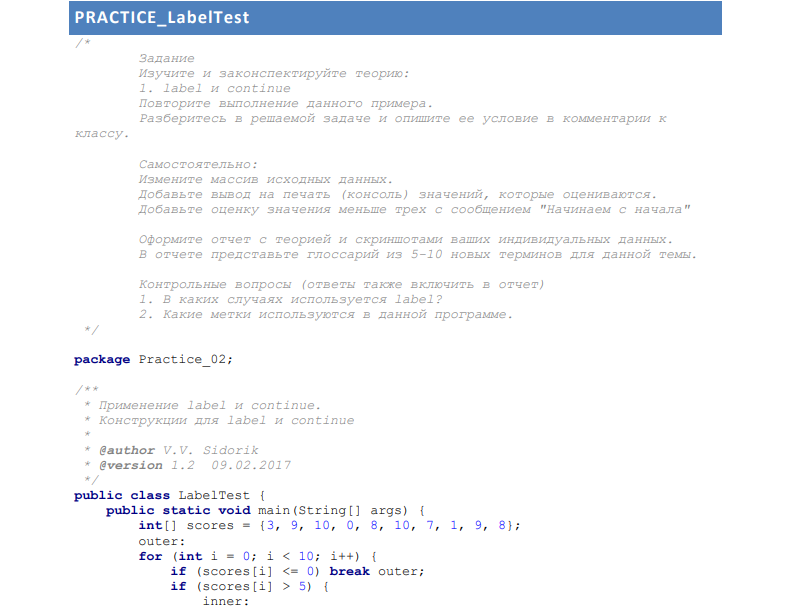 PRACTICE_LabelTest
/*
Задание
Изучите и законспектируйте теорию:
1. label и continue
Повторите выполнение данного примера.
Разберитесь в решаемой задаче и опишите ее условие в комментарии к
классу.
Самостоятельно:
Измените массив исходных данных.
Добавьте вывод на печать (консоль) значений, которые оцениваются.
Добавьте оценку значения меньше трех с сообщением "Начинаем с начала"
Оформите отчет с теорией и скриншотами ваших индивидуальных данных.
В отчете представьте глоссарий из 5-10 новых терминов для данной темы.
Контрольные вопросы (ответы также включить в отчет)
1. В каких случаях используется label?
2. Какие метки используются в данной программе.
*/
package Practice_02;
/**
* Применение label и continue.
* Конструкции для label и continue
*
* @author V.V. Sidorik
* @version 1.2  09.02.2017
*/
public class LabelTest {
public static void main(String[] args) {
int[] scores = {3, 9, 10, 0, 8, 10, 7, 1, 9, 8};
outer:
for (int i = 0; i < 10; i++) {
if (scores[i] <= 0) break outer;
if (scores[i] > 5) {
inner: